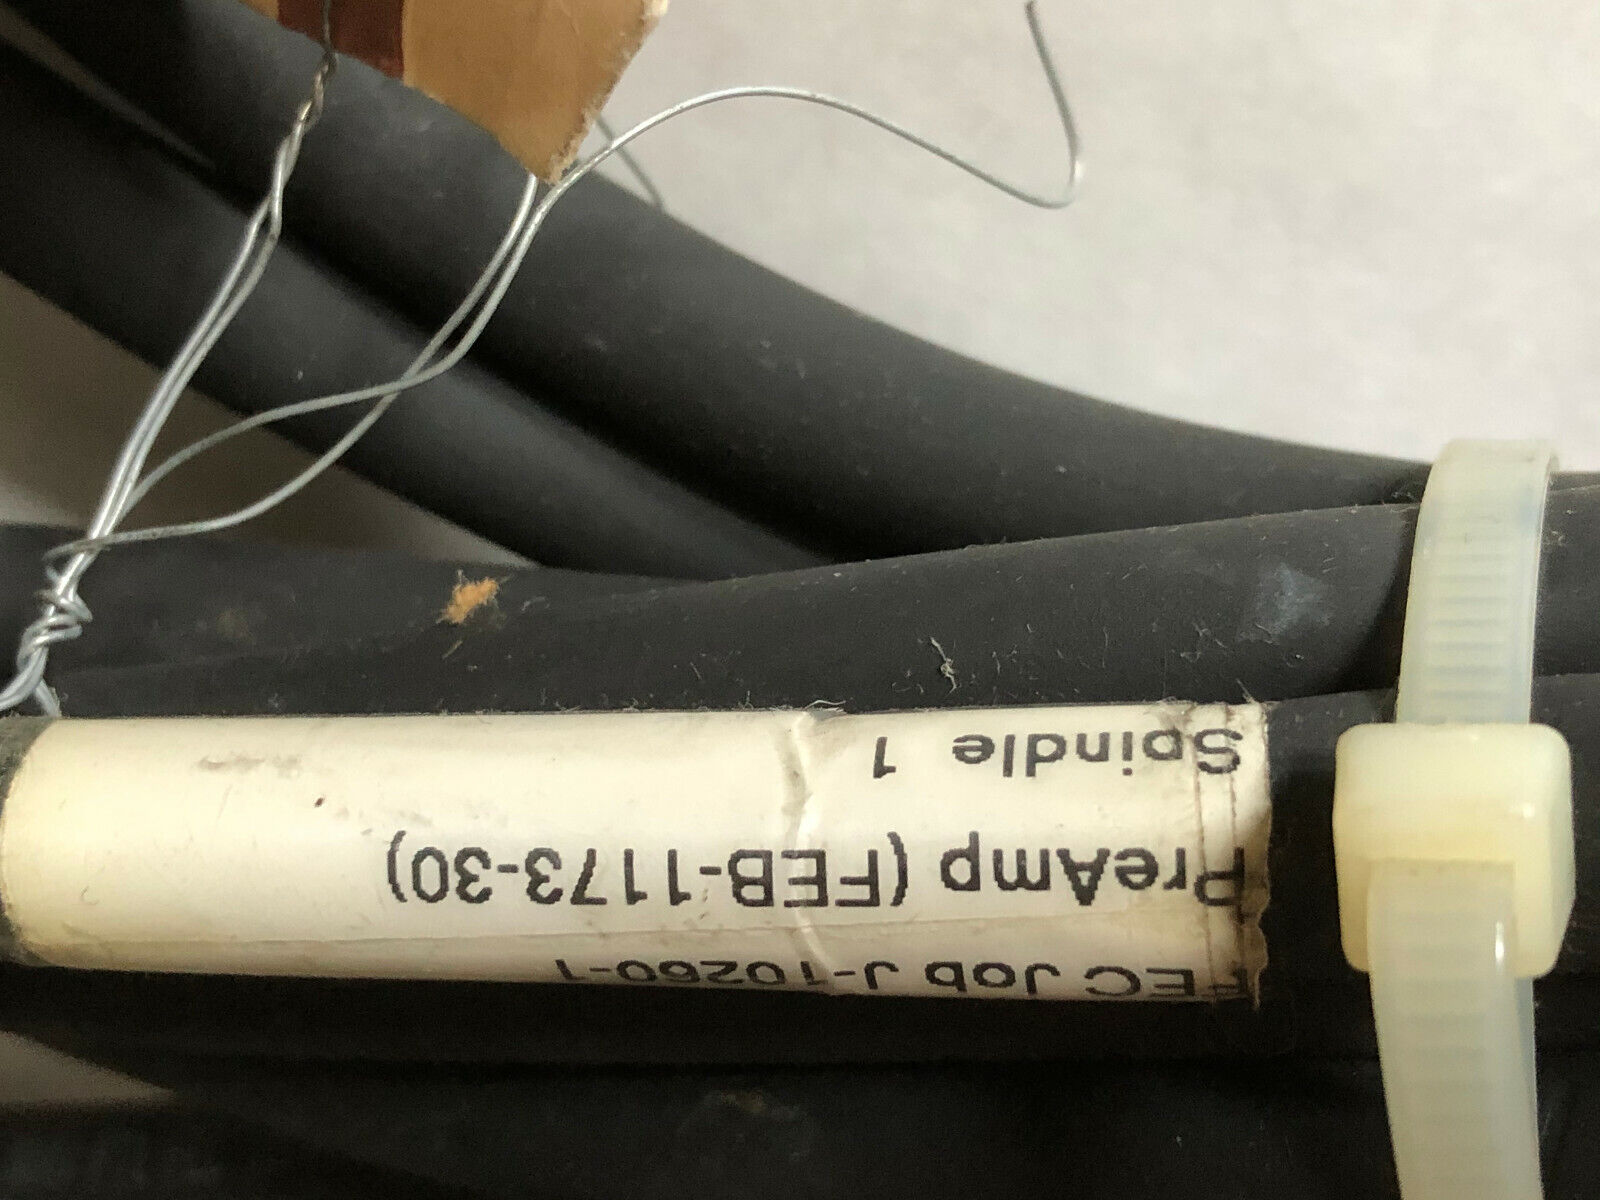 FEC Job J-10260-1
PreAmp (FEB-1173-30)
Spindle 1